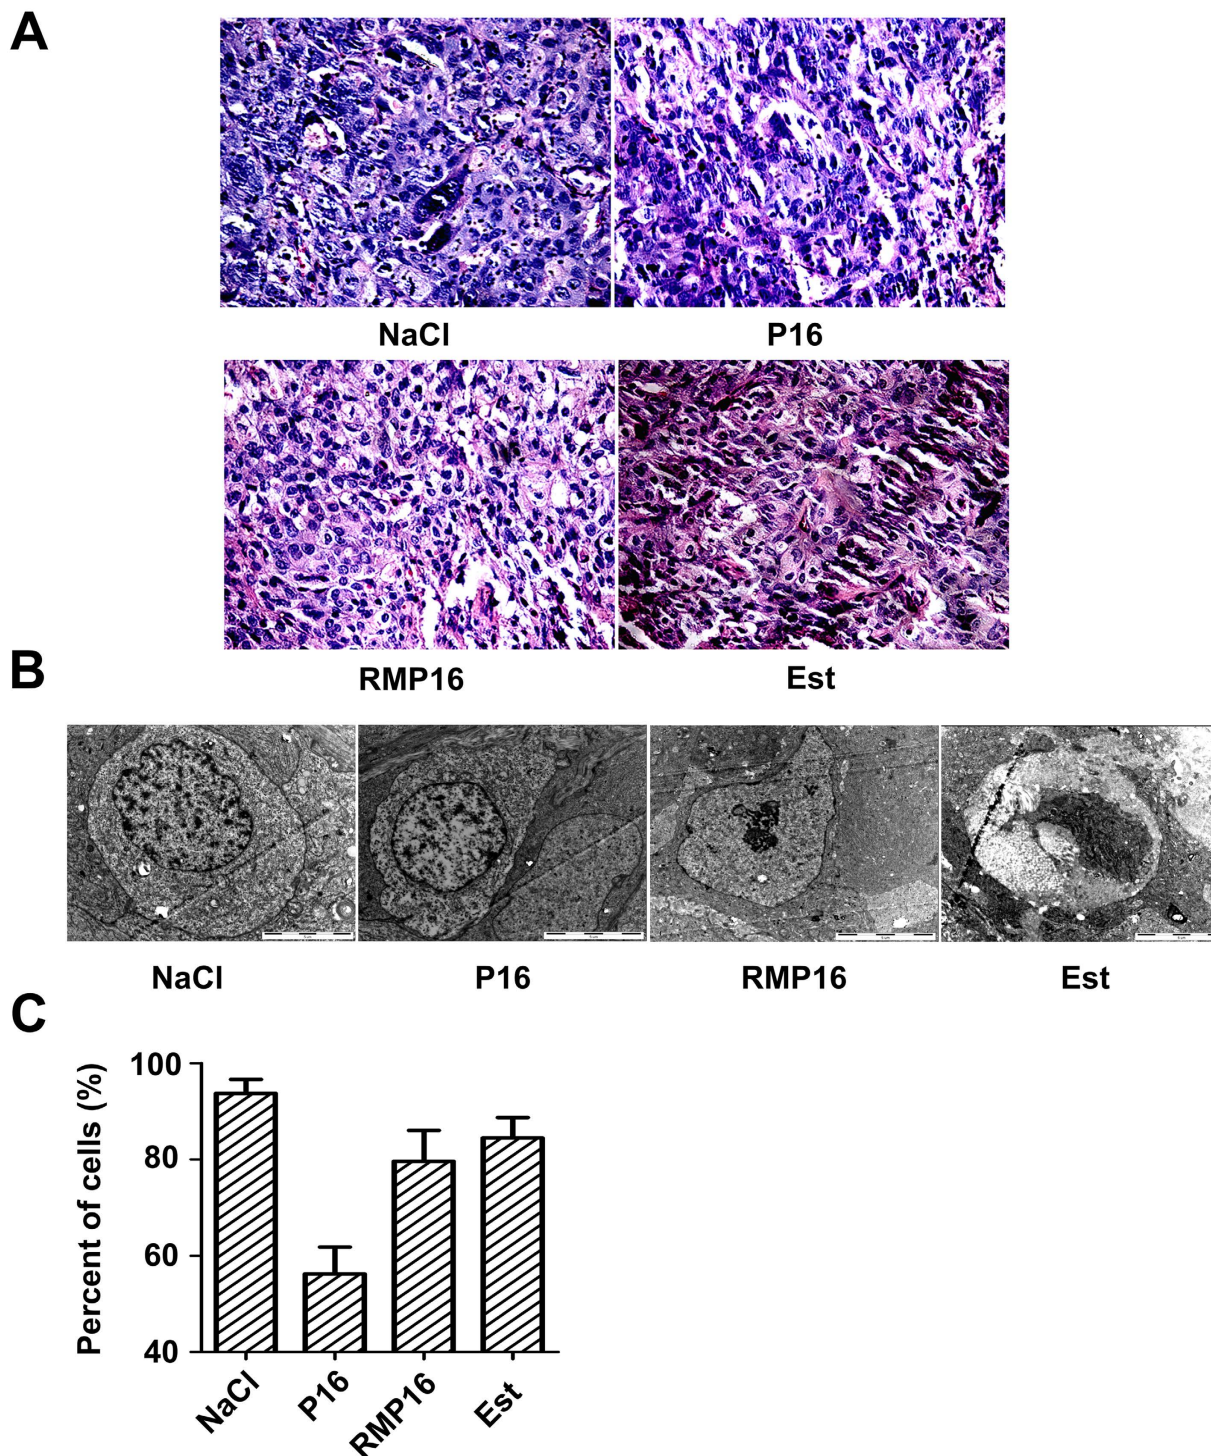 A
NaCl P16
RMP16 Est
B
NaCl P16 RMP16 Est
C
Percent of cells (%)
100
80
60
40
NaCl P16 RMP16 Est